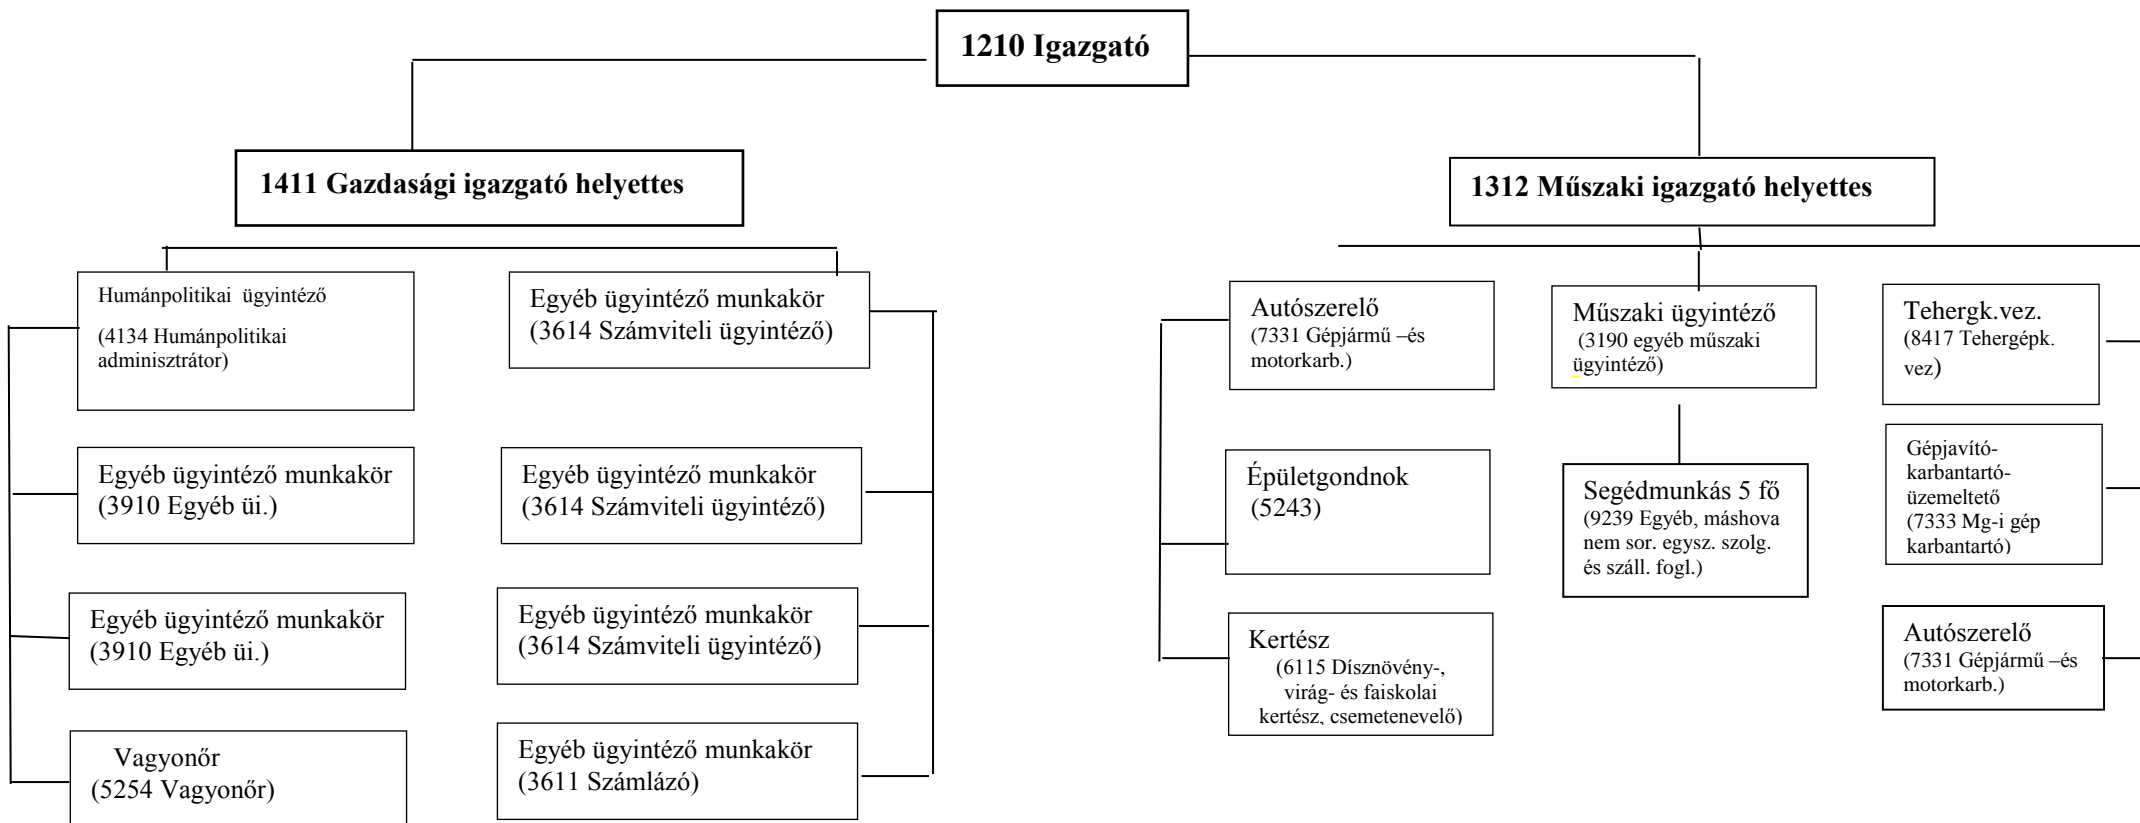 1210 Igazgató
1411 Gazdasági igazgató helyettes
1312 Műszaki igazgató helyettes
Humánpolitikai ügyintéző
(4134 Humánpolitikai
adminisztrátor)
Egyéb ügyintéző munkakör
(3910 Egyéb üi.)
Egyéb ügyintéző munkakör
(3910 Egyéb üi.)
Vagyonőr
(5254 Vagyonőr)
Egyéb ügyintéző munkakör
(3614 Számviteli ügyintéző)
Egyéb ügyintéző munkakör
(3614 Számviteli ügyintéző)
Egyéb ügyintéző munkakör
(3614 Számviteli ügyintéző)
Egyéb ügyintéző munkakör
(3611 Számlázó)
Autószerelő
(7331 Gépjármű –és
motorkarb.)
Épületgondnok
(5243)
Kertész
(6115 Dísznövény-,
virág- és faiskolai
kertész, csemetenevelő)
Műszaki ügyintéző
(3190 egyéb műszaki
ügyintéző)
Segédmunkás 5 fő
(9239 Egyéb, máshova
nem sor. egysz. szolg.
és száll. fogl.)
Tehergk.vez.
(8417 Tehergépk.
vez)
Gépjavító-
karbantartó-
üzemeltető
(7333 Mg-i gép
karbantartó)
Autószerelő
(7331 Gépjármű –és
motorkarb.)